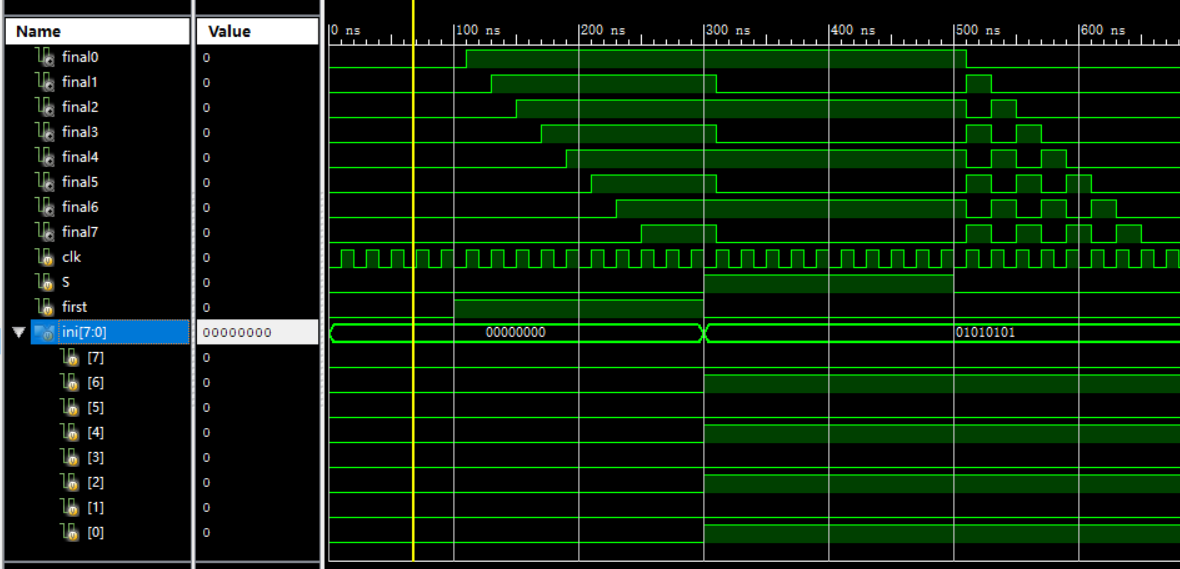 Name Value 0 ns 100 ns 200 ns 300 ns 400 ns 500 ns 600 ns
final0 0
final1 0
final2 0
final3 0
final4 0
final5 0
final6 0
final7 0
clk 0
S 0
first 0
ini[7:0] 00000000 00000000 01010101
[7] 0
[6] 0
[5] 0
[4] 0
[3] 0
[2] 0
[1] 0
[0] 0